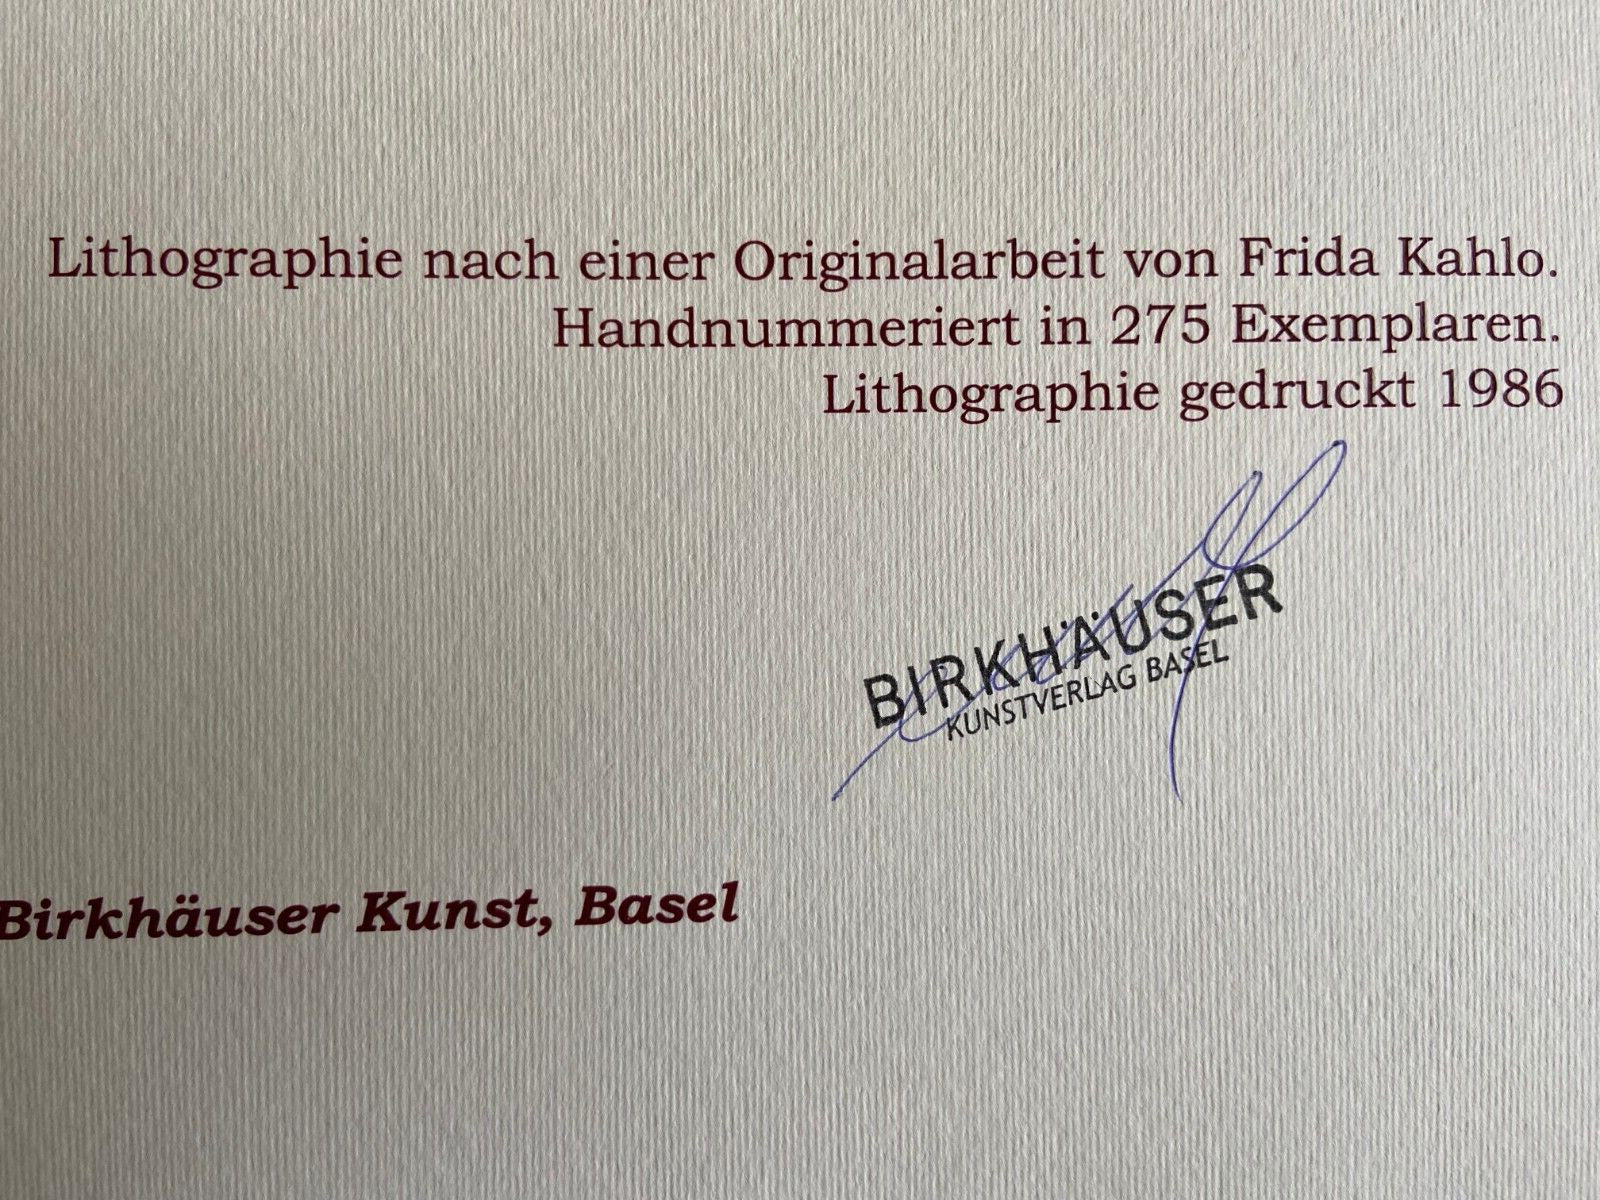 Lithographie nach einer Originalarbeit von Frida Kahlo.
Handnummeriert in 275 Exemplaren.
Lithographie gedruckt 1986
BIRKHÄUSER
KUNSTVERLAG BASEL
Birkhäuser Kunst, Basel